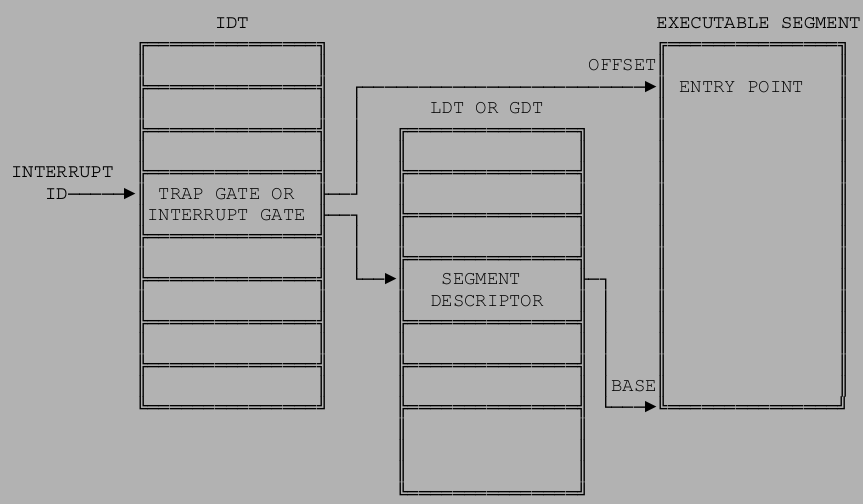 IDT
EXECUTABLE SEGMENT
OFFSET
ENTRY POINT
LDT OR GDT
INTERRUPT
ID
TRAP GATE OR
INTERRUPT GATE
SEGMENT
DESCRIPTOR
BASE